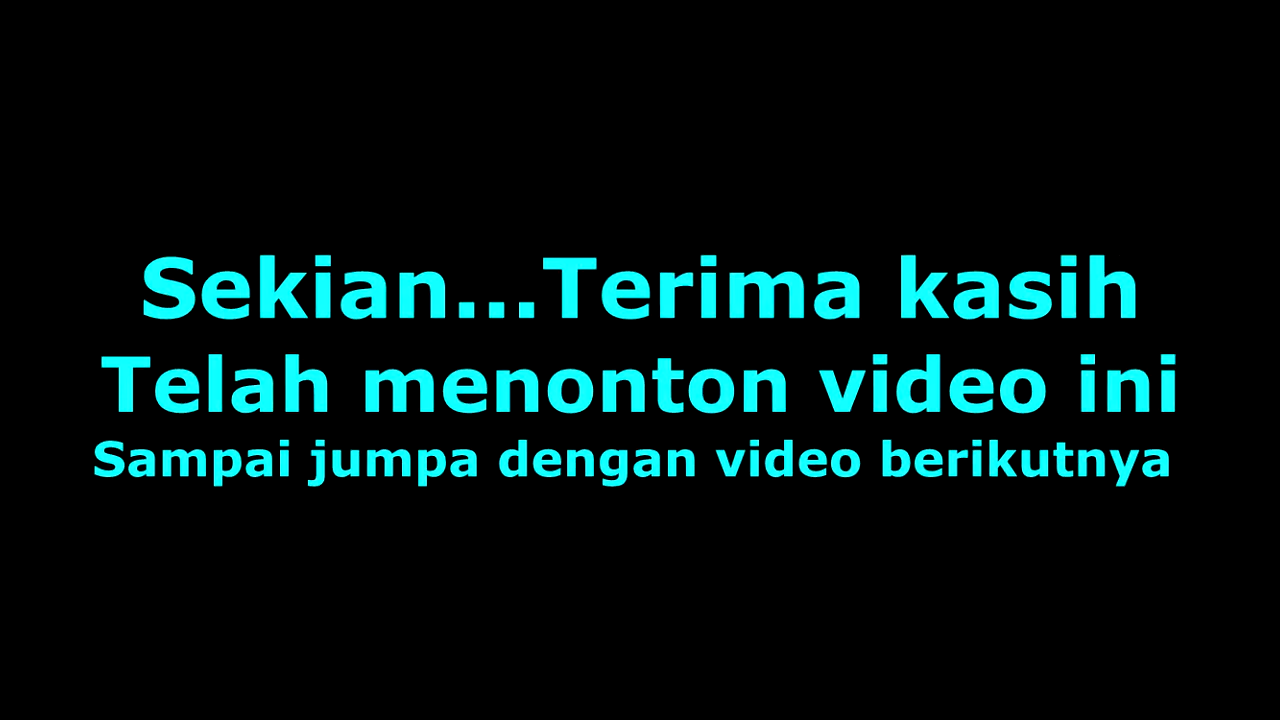 Sekian...Terima kasih
Telah menonton video ini
Sampai jumpa dengan video berikutnya